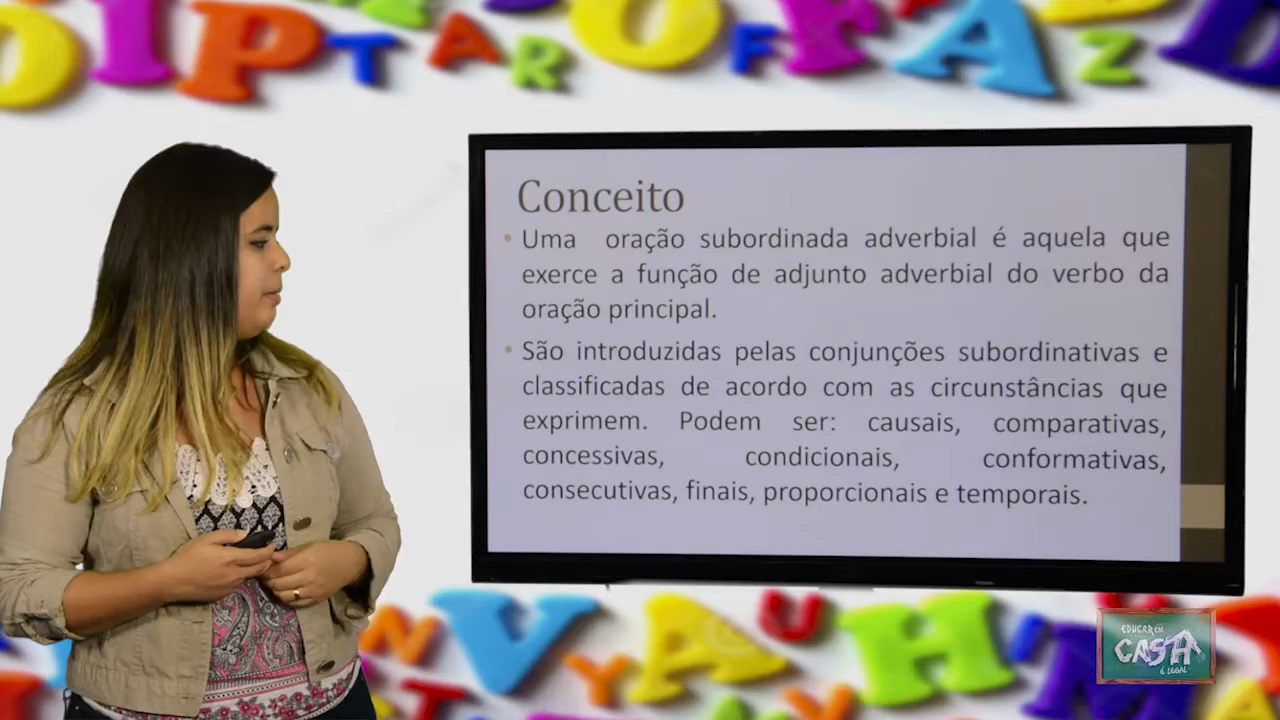 Conceito
• Uma oração subordinada adverbial é aquela que
exerce a função de adjunto adverbial do verbo da
oração principal.
• São introduzidas pelas conjunções subordinativas e
classificadas de acordo com as circunstâncias que
exprimem. Podem ser: causais, comparativas,
concessivas, condicionais, conformativas,
consecutivas, finais, proporcionais e temporais.
EDUCAR EM
CASA
É LEGAL